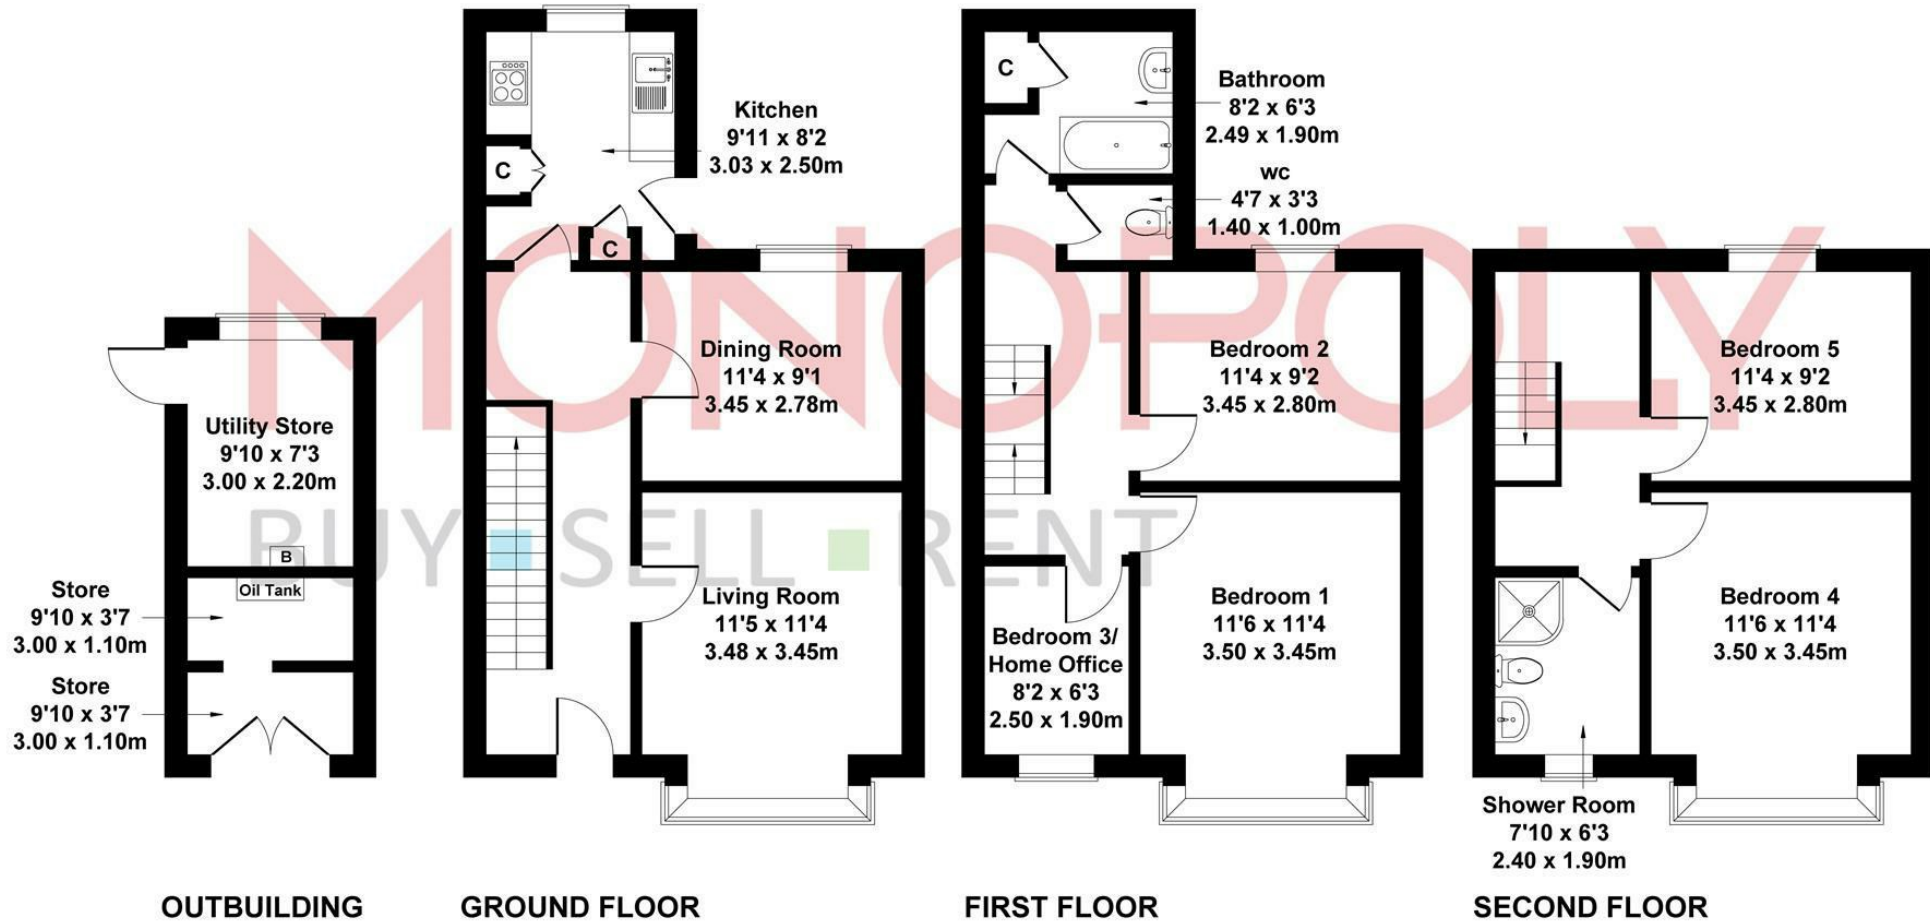 Utility Store
9'10 x 7'3
3.00 x 2.20m
B
Oil Tank
Store
9'10 x 3'7
3.00 x 1.10m
Store
9'10 x 3'7
3.00 x 1.10m
OUTBUILDING
Kitchen
9'11 x 8'2
3.03 x 2.50m
C
C
Dining Room
11'4 x 9'1
3.45 x 2.78m
Living Room
11'5 x 11'4
3.48 x 3.45m
GROUND FLOOR
C
Bathroom
8'2 x 6'3
2.49 x 1.90m
wc
4'7 x 3'3
1.40 x 1.00m
Bedroom 2
11'4 x 9'2
3.45 x 2.80m
Bedroom 1
11'6 x 11'4
3.50 x 3.45m
Bedroom 3/
Home Office
8'2 x 6'3
2.50 x 1.90m
FIRST FLOOR
Bedroom 5
11'4 x 9'2
3.45 x 2.80m
Bedroom 4
11'6 x 11'4
3.50 x 3.45m
Shower Room
7'10 x 6'3
2.40 x 1.90m
SECOND FLOOR
MONOPOLY
BUY SELL RENT